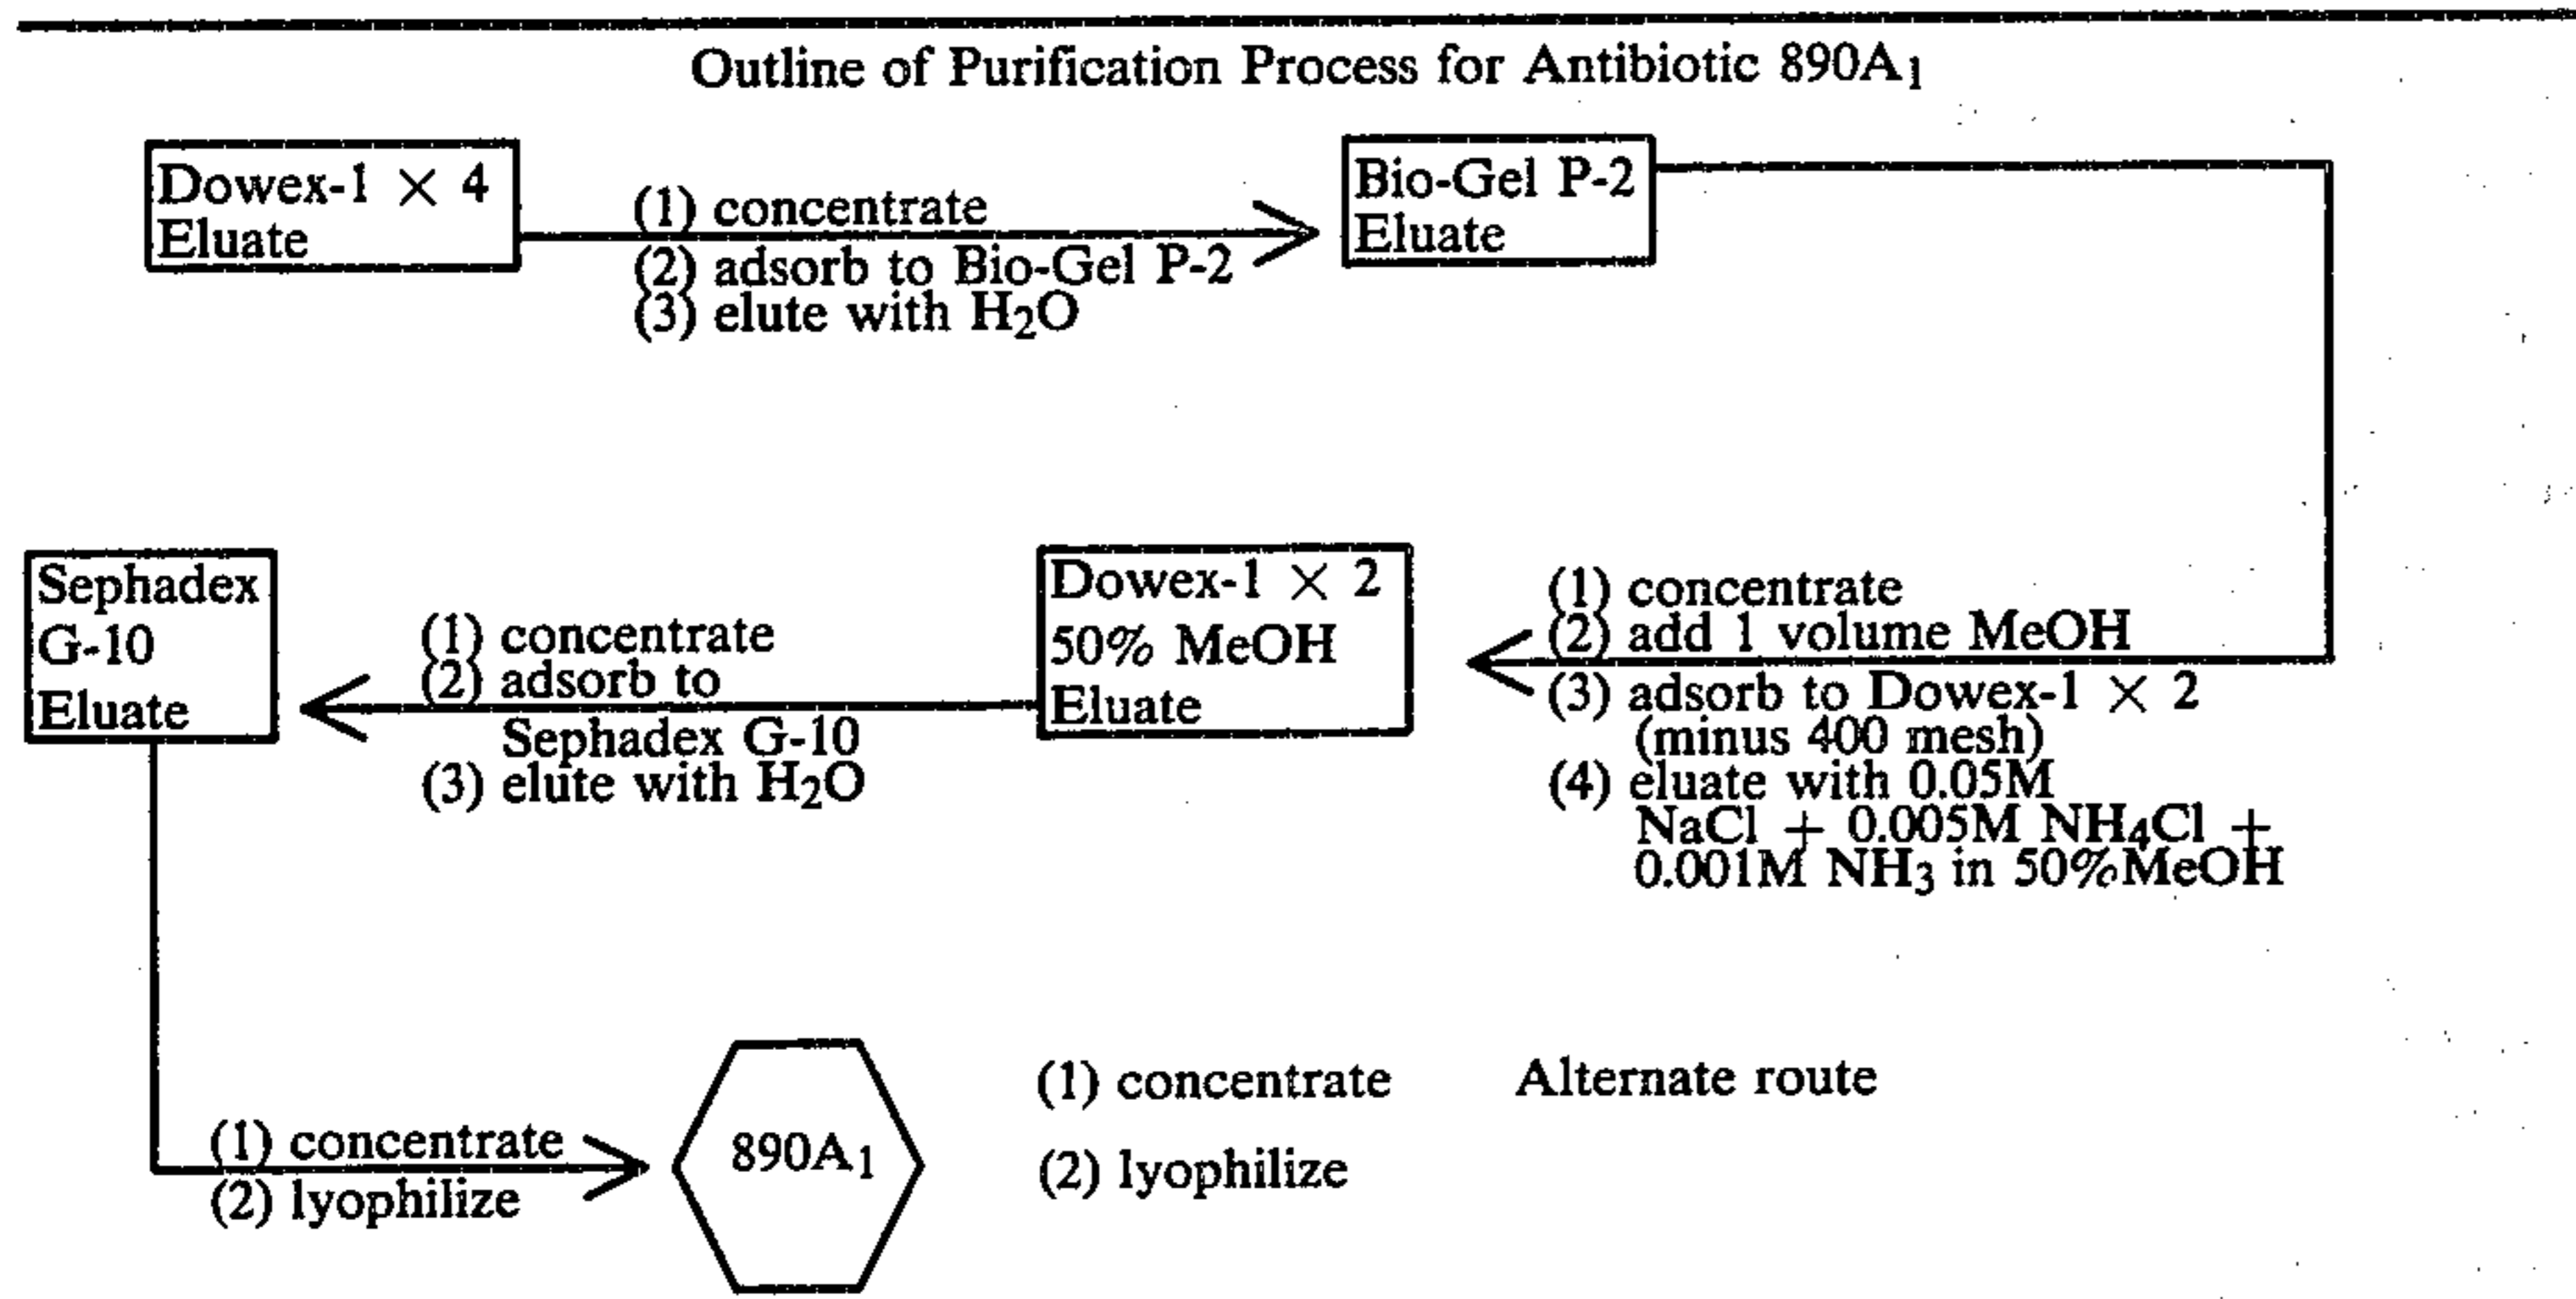 Outline of Purification Process for Antibiotic 890A₁
Dowex-1 × 4
Eluate
(1) concentrate
(2) adsorb to Bio-Gel P-2
(3) elute with H₂O
Bio-Gel P-2
Eluate
(1) concentrate
(2) add 1 volume MeOH
(3) adsorb to Dowex-1 × 2
(minus 400 mesh)
(4) eluate with 0.05M
NaCl + 0.005M NH₄Cl +
0.001M NH₃ in 50%MeOH
Dowex-1 × 2
50% MeOH
Eluate
(1) concentrate
(2) adsorb to
Sephadex G-10
(3) elute with H₂O
Sephadex
G-10
Eluate
(1) concentrate
(2) lyophilize
890A₁
(1) concentrate Alternate route
(2) lyophilize